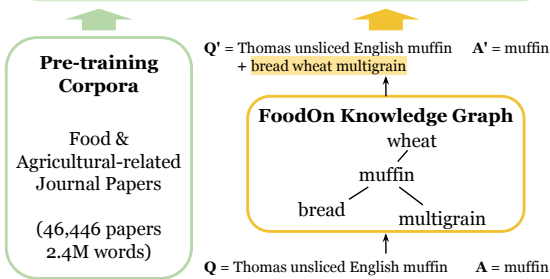 Pre-training
Corpora
Food &
Agricultural-related
Journal Papers
(46,446 papers
2.4M words)
Q' = Thomas unsliced English muffin
+ bread wheat multigrain
A' = muffin
FoodOn Knowledge Graph
wheat
muffin
bread
multigrain
Q = Thomas unsliced English muffin
A = muffin